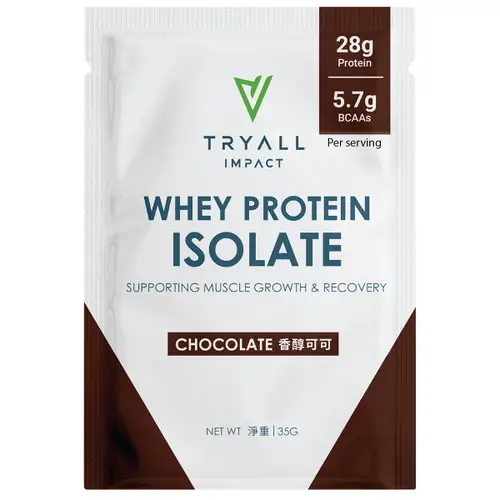 28g
Protein
5.7g
BCAAs
Per serving
TRYALL
IMPACT
WHEY PROTEIN
ISOLATE
SUPPORTING MUSCLE GROWTH & RECOVERY
CHOCOLATE 香醇可可
NET WT 淨重 | 35G